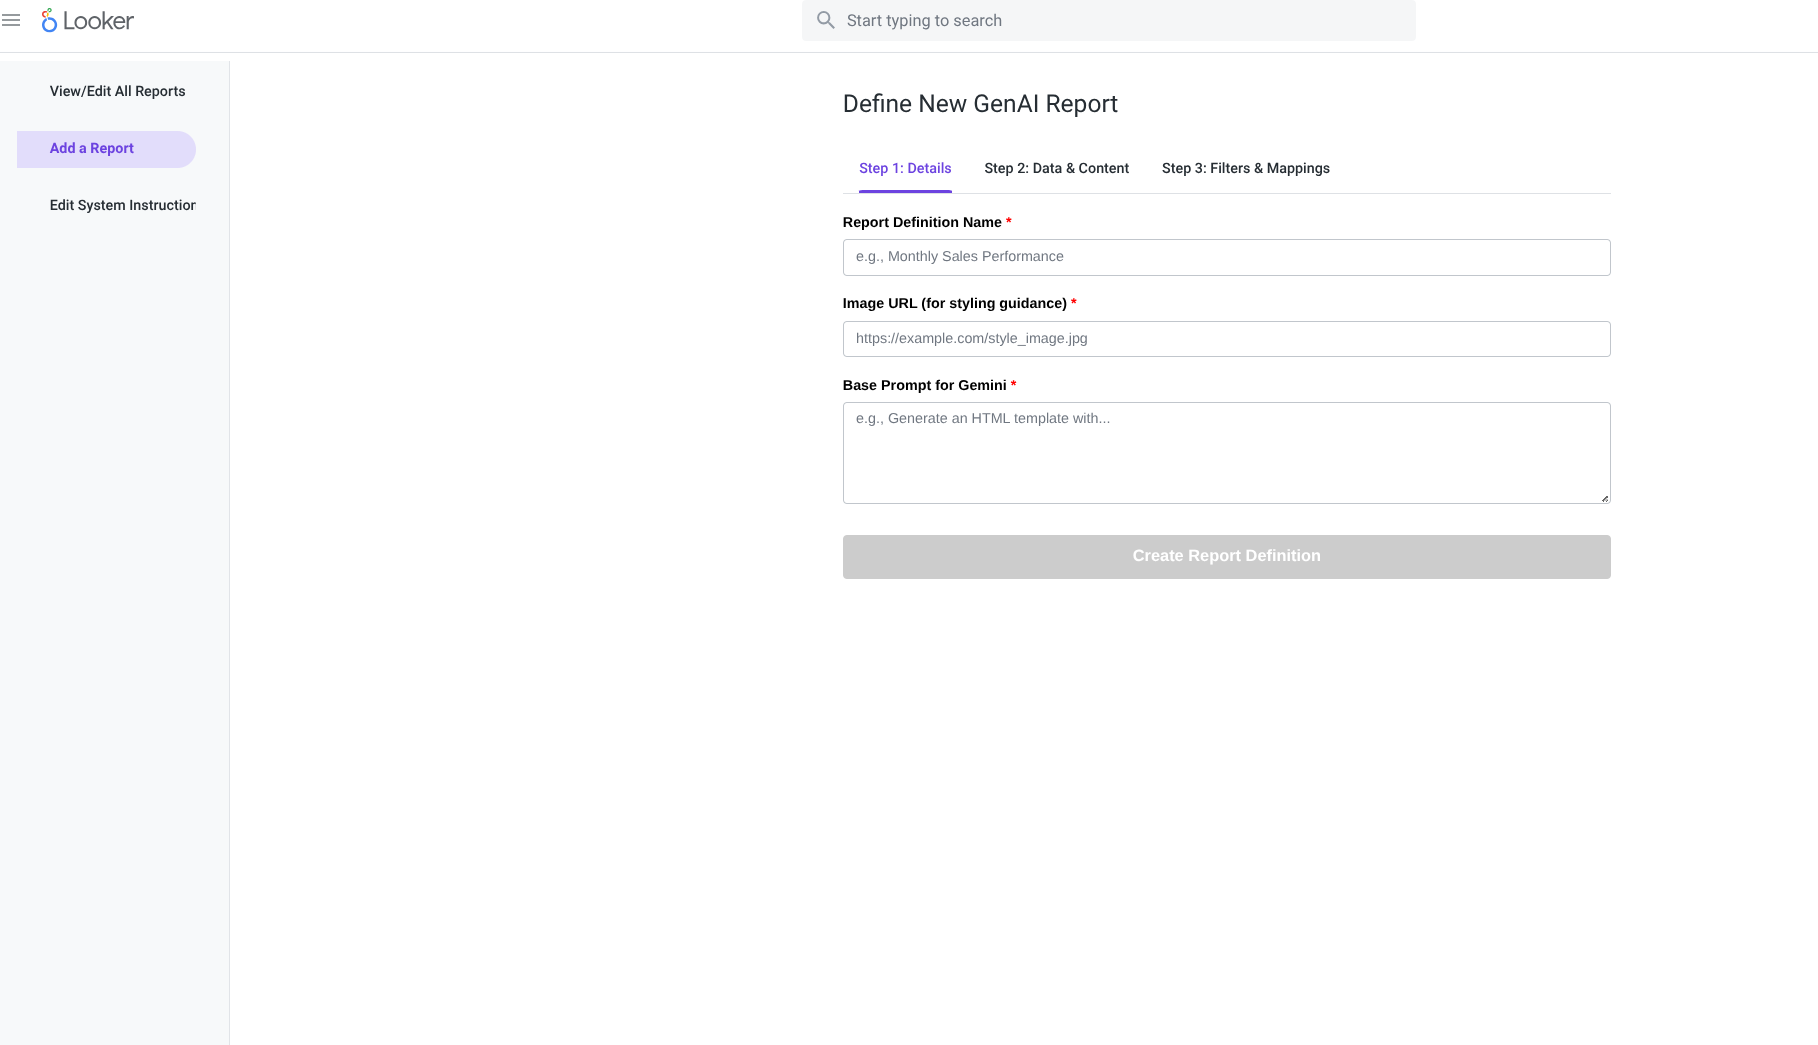 Looker
Start typing to search
View/Edit All Reports
Add a Report
Edit System Instruction
Define New GenAI Report
Step 1: Details
Step 2: Data & Content
Step 3: Filters & Mappings
Report Definition Name *
e.g., Monthly Sales Performance
Image URL (for styling guidance) *
https://example.com/style_image.jpg
Base Prompt for Gemini *
e.g., Generate an HTML template with...
Create Report Definition